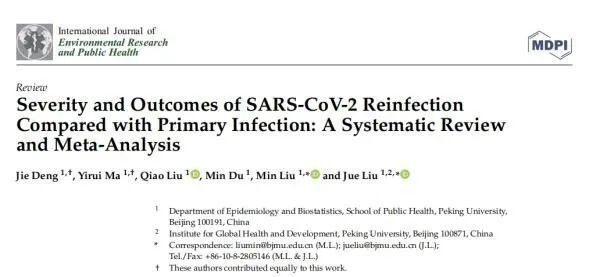 International Journal of
Environmental Research
and Public Health
MDPI
Review
Severity and Outcomes of SARS-CoV-2 Reinfection
Compared with Primary Infection: A Systematic Review
and Meta-Analysis
Jie Deng 1,†, Yirui Ma 1,†, Qiao Liu 1 iD, Min Du 1, Min Liu 1,* iD and Jue Liu 1,2,* iD
1 Department of Epidemiology and Biostatistics, School of Public Health, Peking University,
Beijing 100191, China
2 Institute for Global Health and Development, Peking University, Beijing 100871, China
* Correspondence: liumin@bjmu.edu.cn (M.L.); jueliu@bjmu.edu.cn (J.L.);
Tel./Fax: +86-10-8-2805146 (M.L. & J.L.)
† These authors contributed equally to this work.